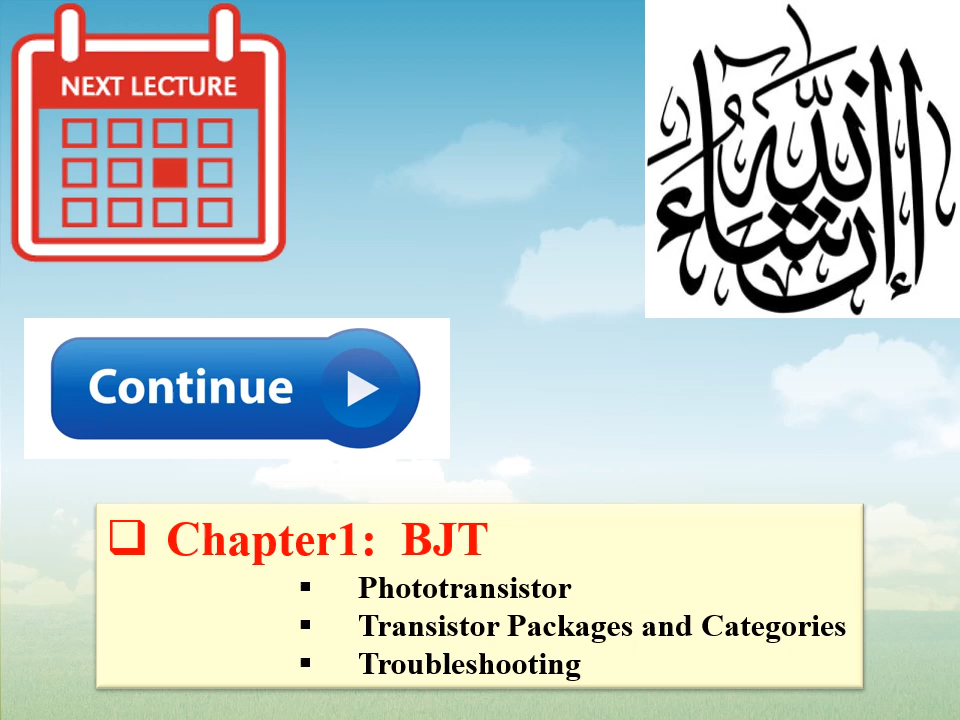 NEXT LECTURE
إن شاء الله
Continue
Chapter1: BJT
Phototransistor
Transistor Packages and Categories
Troubleshooting